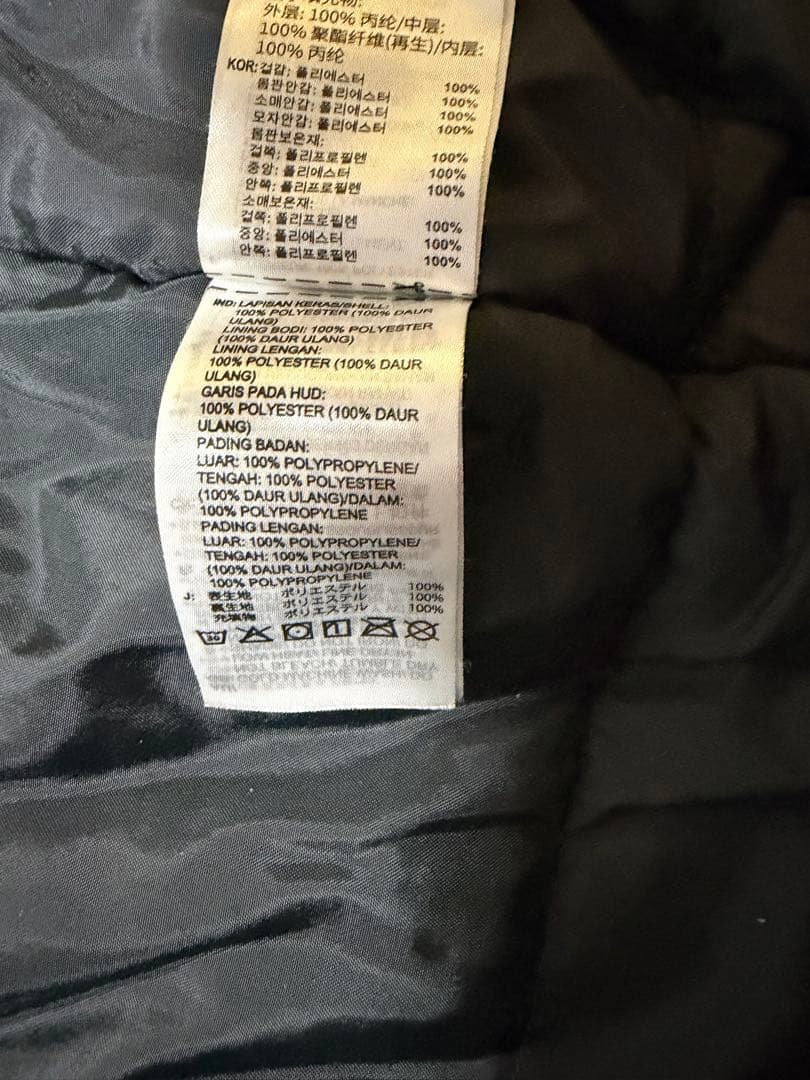 外层: 100% 丙纶/中层:
100% 聚酯纤维(再生)/内层:
100% 丙纶
KOR: 겉감: 폴리에스터 100%
몸판안감: 폴리에스터 100%
소매안감: 폴리에스터 100%
모자안감: 폴리에스터 100%
몸판보온재:
겉쪽: 폴리프로필렌 100%
중앙: 폴리에스터 100%
안쪽: 폴리프로필렌 100%
소매보온재:
겉쪽: 폴리프로필렌 100%
중앙: 폴리에스터 100%
안쪽: 폴리프로필렌 100%
IND: LAPISAN KERAS/SHELL:
100% POLYESTER (100% DAUR
ULANG)
LINING BODI: 100% POLYESTER
(100% DAUR ULANG)
LINING LENGAN:
100% POLYESTER (100% DAUR
ULANG)
GARIS PADA HUD:
100% POLYESTER (100% DAUR
ULANG)
PADING BADAN:
LUAR: 100% POLYPROPYLENE/
TENGAH: 100% POLYESTER
(100% DAUR ULANG)/DALAM:
100% POLYPROPYLENE
PADING LENGAN:
LUAR: 100% POLYPROPYLENE/
TENGAH: 100% POLYESTER
(100% DAUR ULANG)/DALAM:
100% POLYPROPYLENE
J: 表生地 ポリエステル 100%
裏生地 ポリエステル 100%
充填物 ポリエステル 100%
30